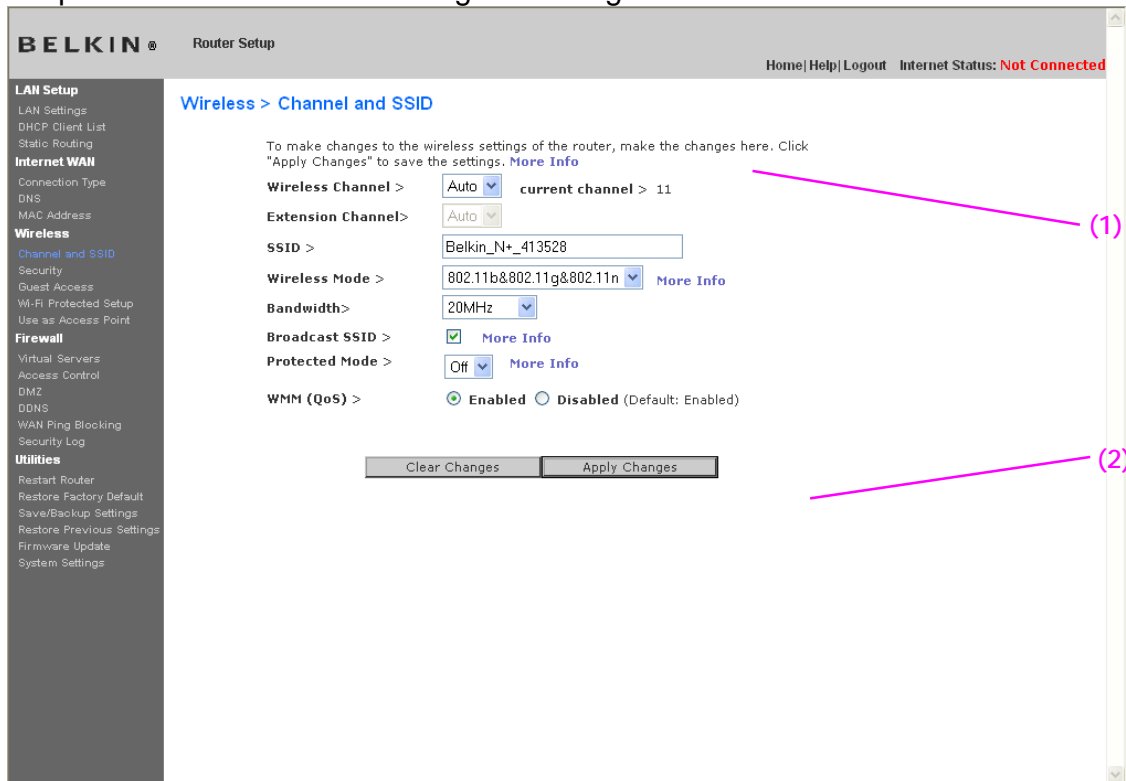 BELKIN ®
Router Setup
Home| Help| Logout Internet Status: Not Connected
LAN Setup
LAN Settings
DHCP Client List
Static Routing
Internet WAN
Connection Type
DNS
MAC Address
Wireless
Channel and SSID
Security
Guest Access
Wi-Fi Protected Setup
Use as Access Point
Firewall
Virtual Servers
Access Control
DMZ
DDNS
WAN Ping Blocking
Security Log
Utilities
Restart Router
Restore Factory Default
Save/Backup Settings
Restore Previous Settings
Firmware Update
System Settings
Wireless > Channel and SSID
To make changes to the wireless settings of the router, make the changes here. Click
"Apply Changes" to save the settings. More Info
Wireless Channel > Auto current channel > 11
Extension Channel> Auto
SSID > Belkin_N+_413528
Wireless Mode > 802.11b&802.11g&802.11n More Info
Bandwidth> 20MHz
Broadcast SSID > More Info
Protected Mode > Off More Info
WMM (QoS) > Enabled Disabled (Default: Enabled)
Clear Changes Apply Changes
(1)
(2)